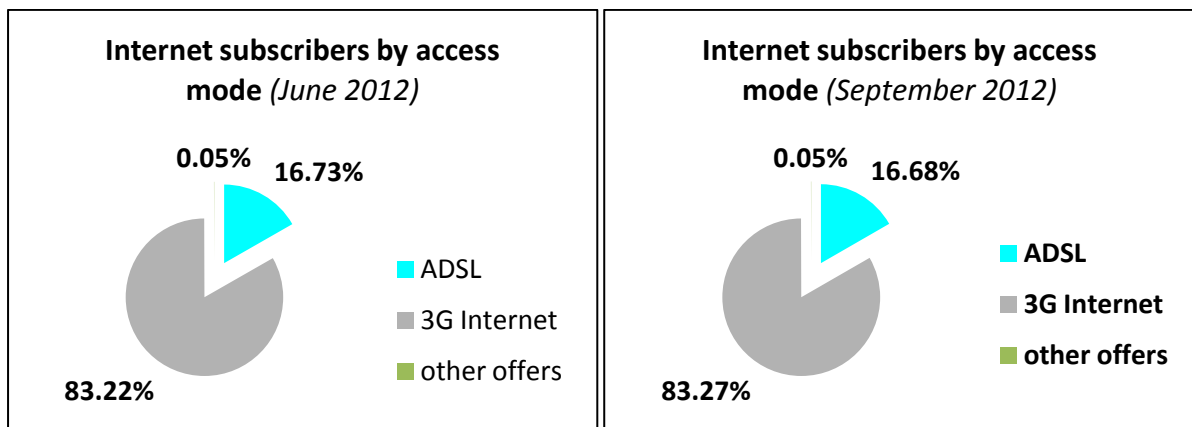 Internet subscribers by access
mode (June 2012)
0.05%
16.73%
ADSL
3G Internet
other offers
83.22%
Internet subscribers by access
mode (September 2012)
0.05%
16.68%
ADSL
3G Internet
other offers
83.27%